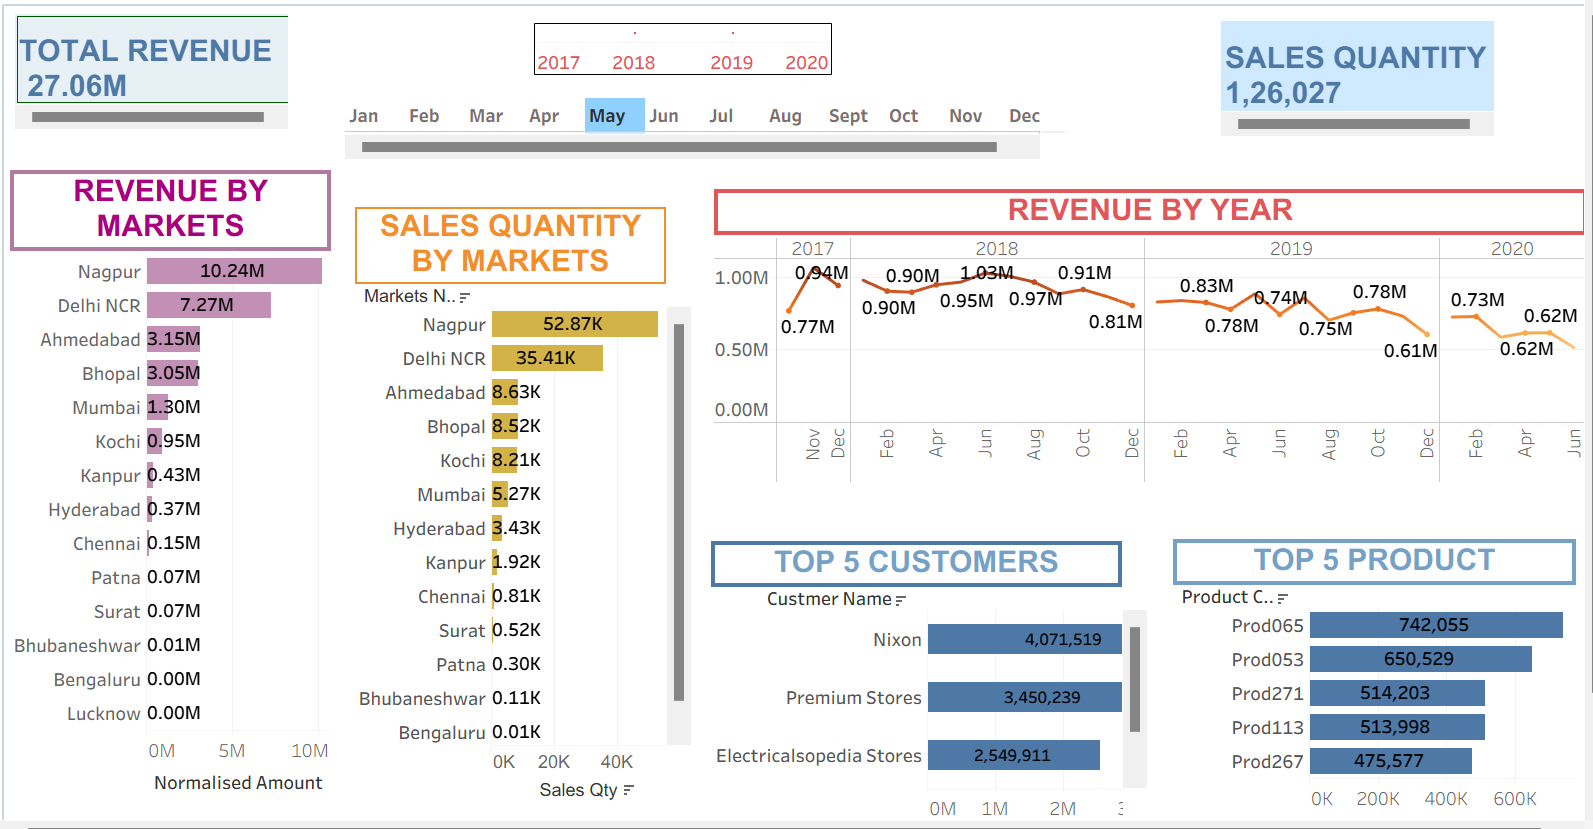 TOTAL REVENUE
27.06M
2017 2018 2019 2020
Jan Feb Mar Apr May Jun Jul Aug Sept Oct Nov Dec
SALES QUANTITY
1,26,027
REVENUE BY
MARKETS
Nagpur 10.24M
Delhi NCR 7.27M
Ahmedabad 3.15M
Bhopal 3.05M
Mumbai 1.30M
Kochi 0.95M
Kanpur 0.43M
Hyderabad 0.37M
Chennai 0.15M
Patna 0.07M
Surat 0.07M
Bhubaneshwar 0.01M
Bengaluru 0.00M
Lucknow 0.00M
0M 5M 10M
Normalised Amount
SALES QUANTITY
BY MARKETS
Markets N..
Nagpur 52.87K
Delhi NCR 35.41K
Ahmedabad 8.63K
Bhopal 8.52K
Kochi 8.21K
Mumbai 5.27K
Hyderabad 3.43K
Kanpur 1.92K
Chennai 0.81K
Surat 0.52K
Patna 0.30K
Bhubaneshwar 0.11K
Bengaluru 0.01K
0K 20K 40K
Sales Qty
REVENUE BY YEAR
2017 2018 2019 2020
1.00M
0.50M
0.00M
0.77M 0.94M 0.90M 0.90M 0.95M 1.03M 0.97M 0.91M 0.81M 0.83M 0.78M 0.74M 0.75M 0.78M 0.61M 0.73M 0.62M 0.62M
Nov Dec Feb Apr Jun Aug Oct Dec Feb Apr Jun Aug Oct Dec Feb Apr Jun
TOP 5 CUSTOMERS
Custmer Name
Nixon 4,071,519
Premium Stores 3,450,239
Electricalsopedia Stores 2,549,911
0M 1M 2M
TOP 5 PRODUCT
Product C..
Prod065 742,055
Prod053 650,529
Prod271 514,203
Prod113 513,998
Prod267 475,577
0K 200K 400K 600K